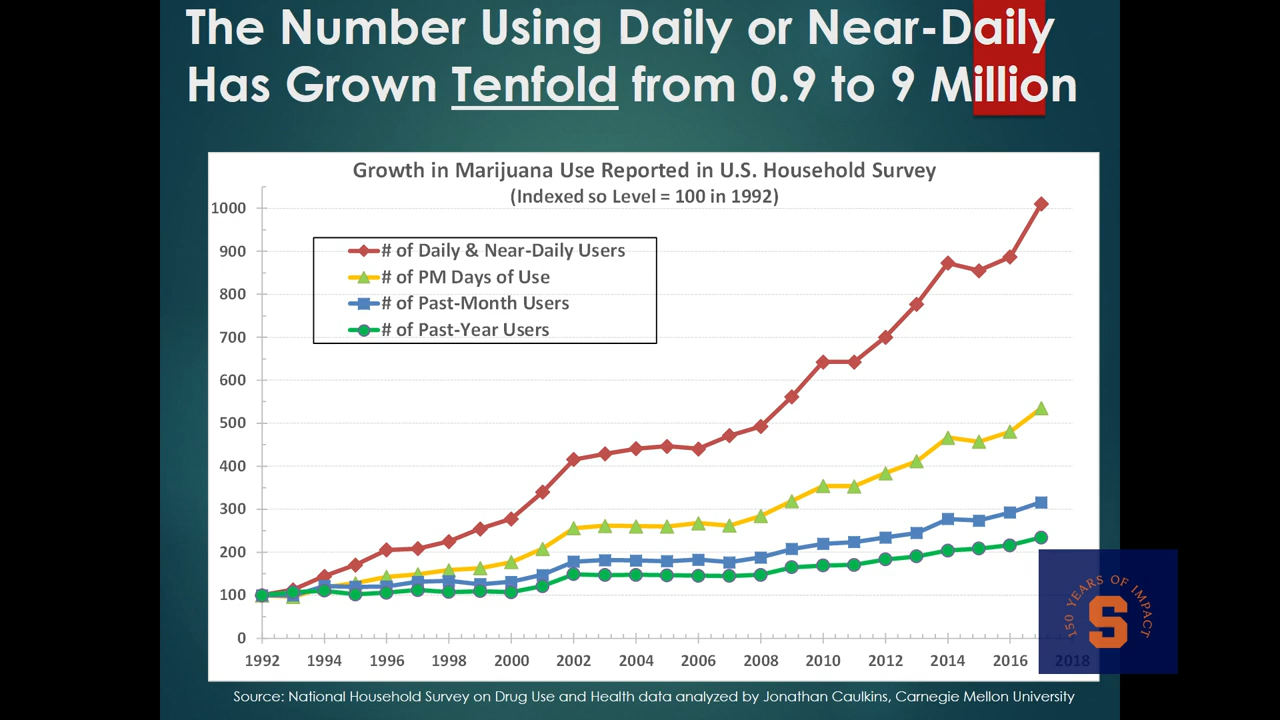 The Number Using Daily or Near-Daily
Has Grown Tenfold from 0.9 to 9 Million
Growth in Marijuana Use Reported in U.S. Household Survey
(Indexed so Level = 100 in 1992)
1000
900
800
700
600
500
400
300
200
100
0
# of Daily & Near-Daily Users
# of PM Days of Use
# of Past-Month Users
# of Past-Year Users
1992 1994 1996 1998 2000 2002 2004 2006 2008 2010 2012 2014 2016 2018
150 YEARS OF IMPACT
S
Source: National Household Survey on Drug Use and Health data analyzed by Jonathan Caulkins, Carnegie Mellon University